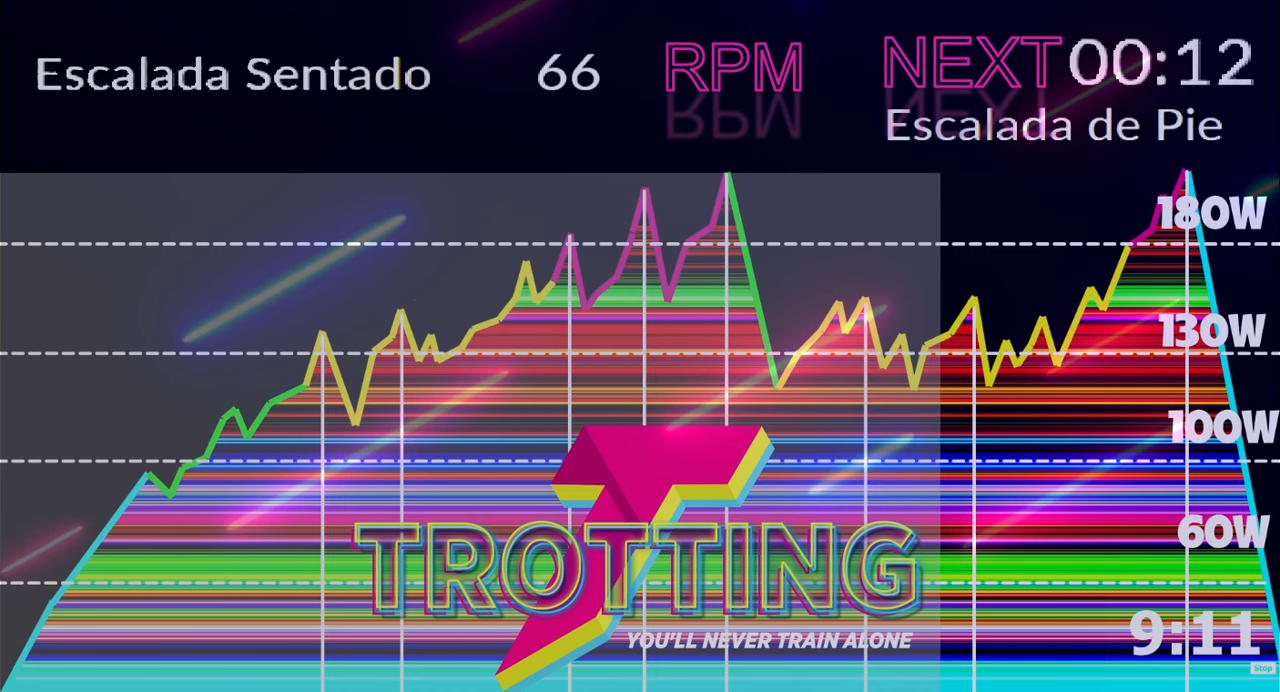 Escalada Sentado 66 RPM NEXT 00:12
Escalada de Pie
180W
130W
100W
60W
TROTTING
YOU'LL NEVER TRAIN ALONE
9:11
Stop